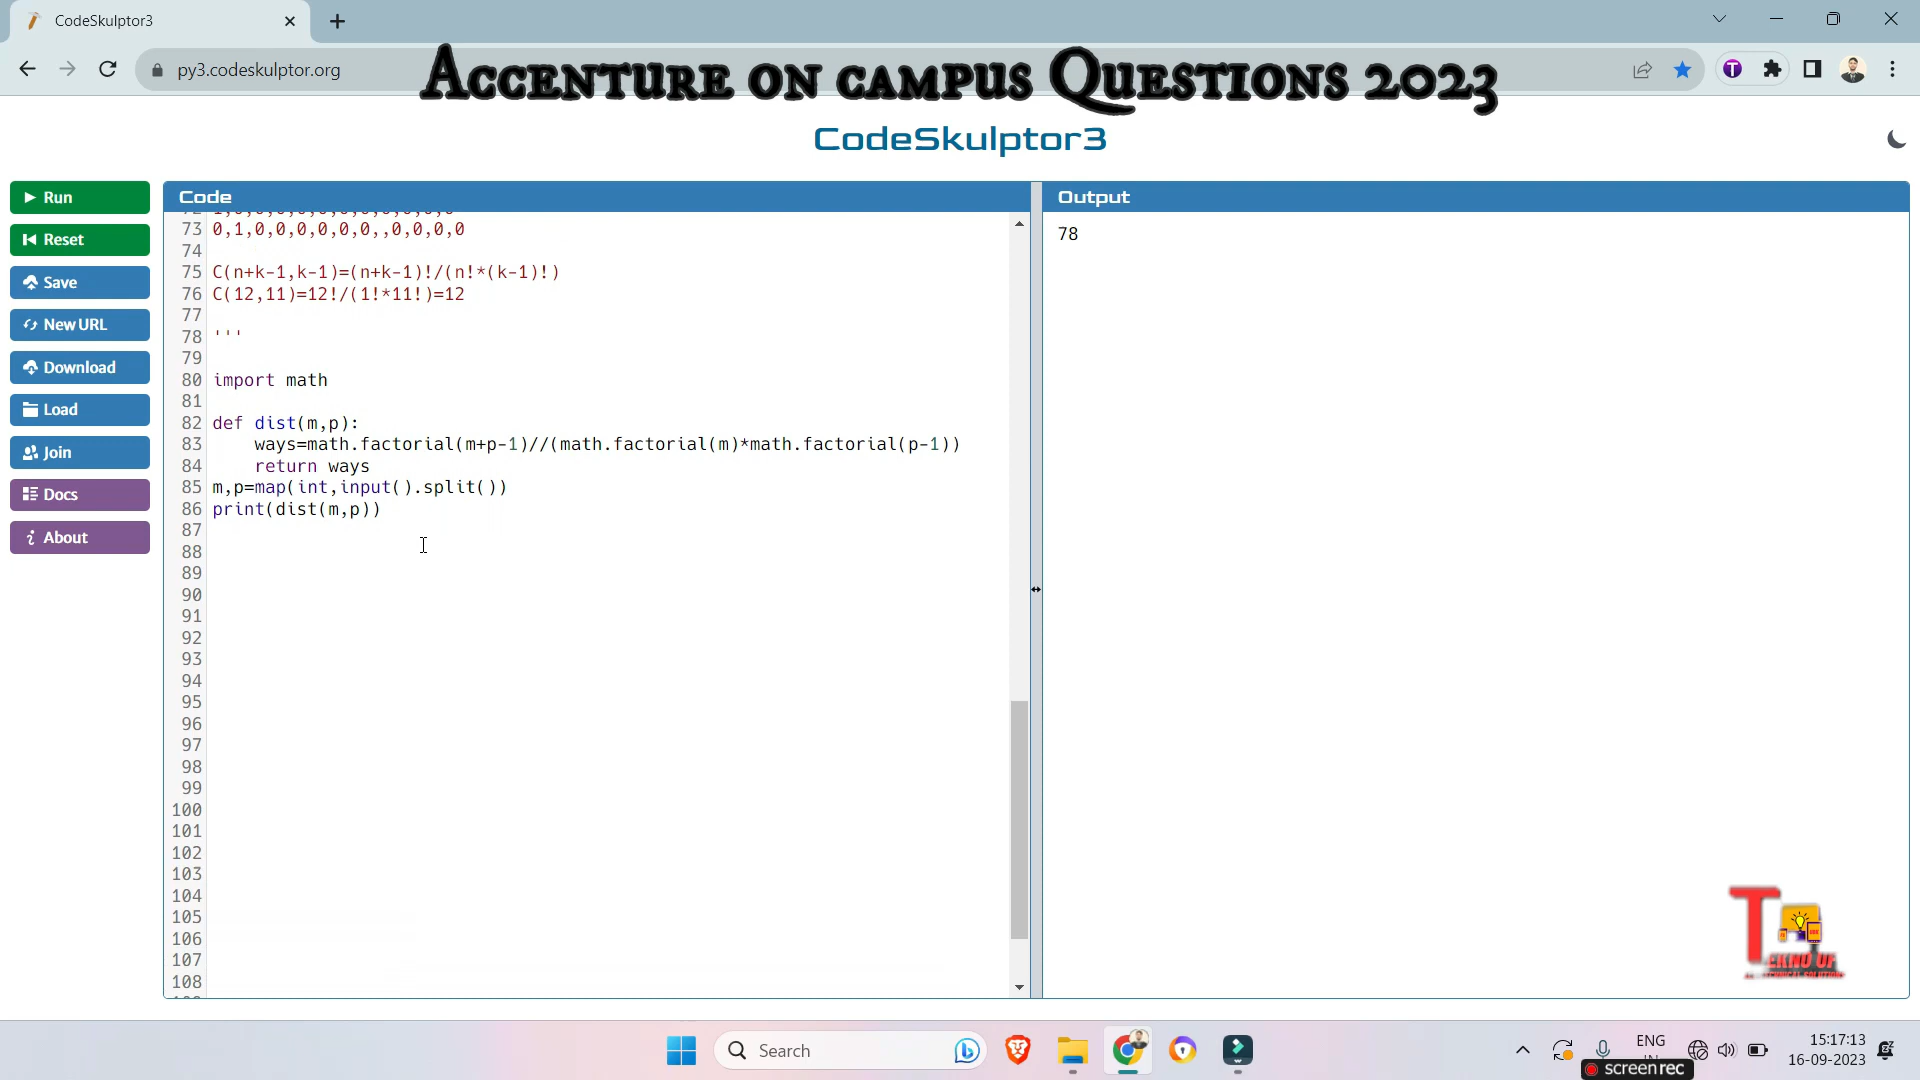 CodeSkulptor3
py3.codeskulptor.org
Accenture on campus Questions 2023
CodeSkulptor3
Run
Reset
Save
New URL
Download
Load
Join
Docs
About
Code
73 0,1,0,0,0,0,0,0,,0,0,0,0
74
75 C(n+k-1,k-1)=(n+k-1)!/(n!*(k-1)!)
76 C(12,11)=12!/(1!*11!)=12
77
78 '''
79
80 import math
81
82 def dist(m,p):
83 ways=math.factorial(m+p-1)//(math.factorial(m)*math.factorial(p-1))
84 return ways
85 m,p=map(int,input().split())
86 print(dist(m,p))
87
88
89
90
91
92
93
94
95
96
97
98
99
100
101
102
103
104
105
106
107
108
Output
78
Search
ENG
15:17:13
16-09-2023
screenrec